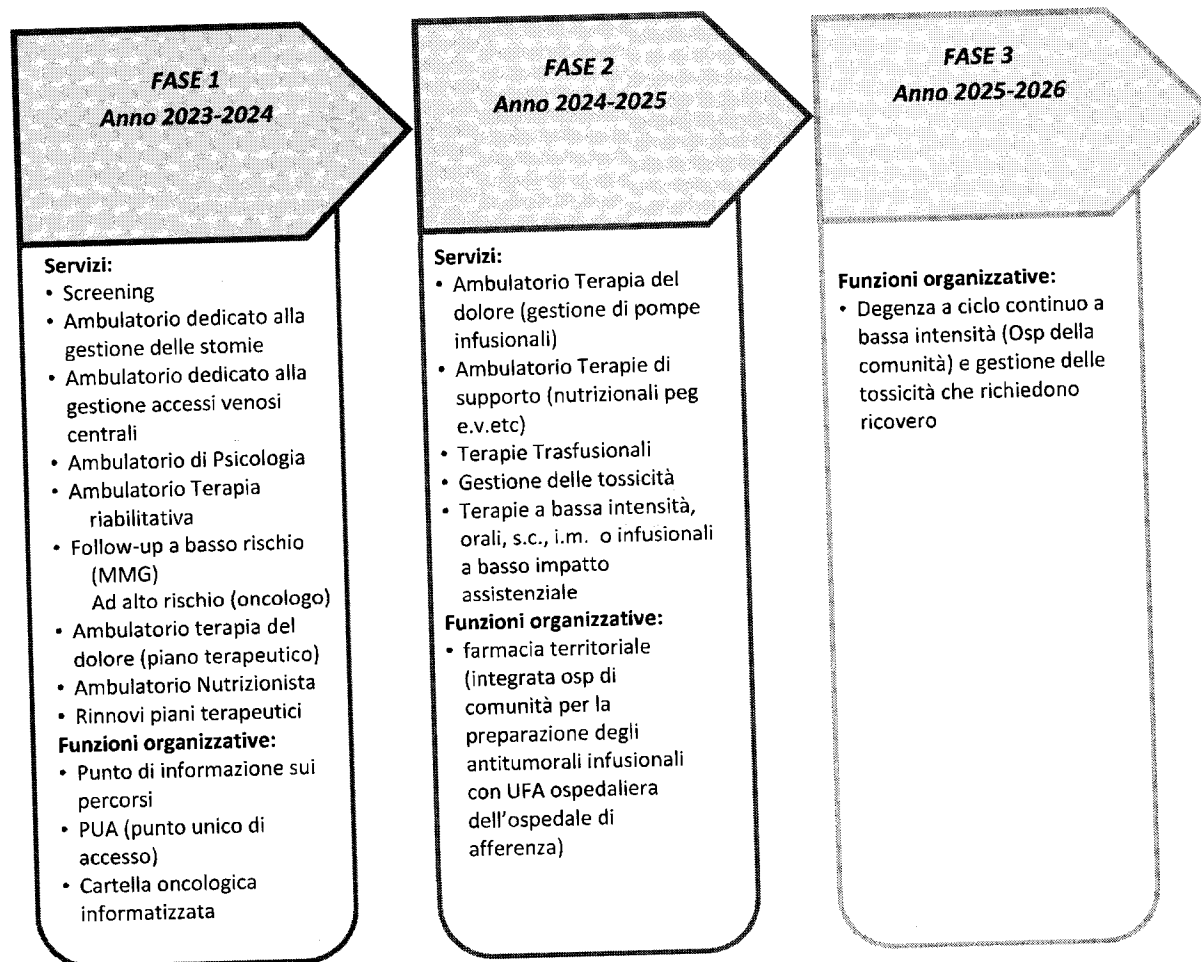 FASE 1
Anno 2023-2024
Servizi:
• Screening
• Ambulatorio dedicato alla
gestione delle stomie
• Ambulatorio dedicato alla
gestione accessi venosi
centrali
• Ambulatorio di Psicologia
• Ambulatorio Terapia
riabilitativa
• Follow-up a basso rischio
(MMG)
Ad alto rischio (oncologo)
• Ambulatorio terapia del
dolore (piano terapeutico)
• Ambulatorio Nutrizionista
• Rinnovi piani terapeutici
Funzioni organizzative:
• Punto di informazione sui
percorsi
• PUA (punto unico di
accesso)
• Cartella oncologica
informatizzata
FASE 2
Anno 2024-2025
Servizi:
• Ambulatorio Terapia del
dolore (gestione di pompe
infusionali)
• Ambulatorio Terapie di
supporto (nutrizionali peg
e.v.etc)
• Terapie Trasfusionali
• Gestione delle tossicità
• Terapie a bassa intensità,
orali, s.c., i.m. o infusionali
a basso impatto
assistenziale
Funzioni organizzative:
• farmacia territoriale
(integrata osp di
comunità per la
preparazione degli
antitumorali infusionali
con UFA ospedaliera
dell'ospedale di
afferenza)
FASE 3
Anno 2025-2026
Funzioni organizzative:
• Degenza a ciclo continuo a
bassa intensità (Osp della
comunità) e gestione delle
tossicità che richiedono
ricovero